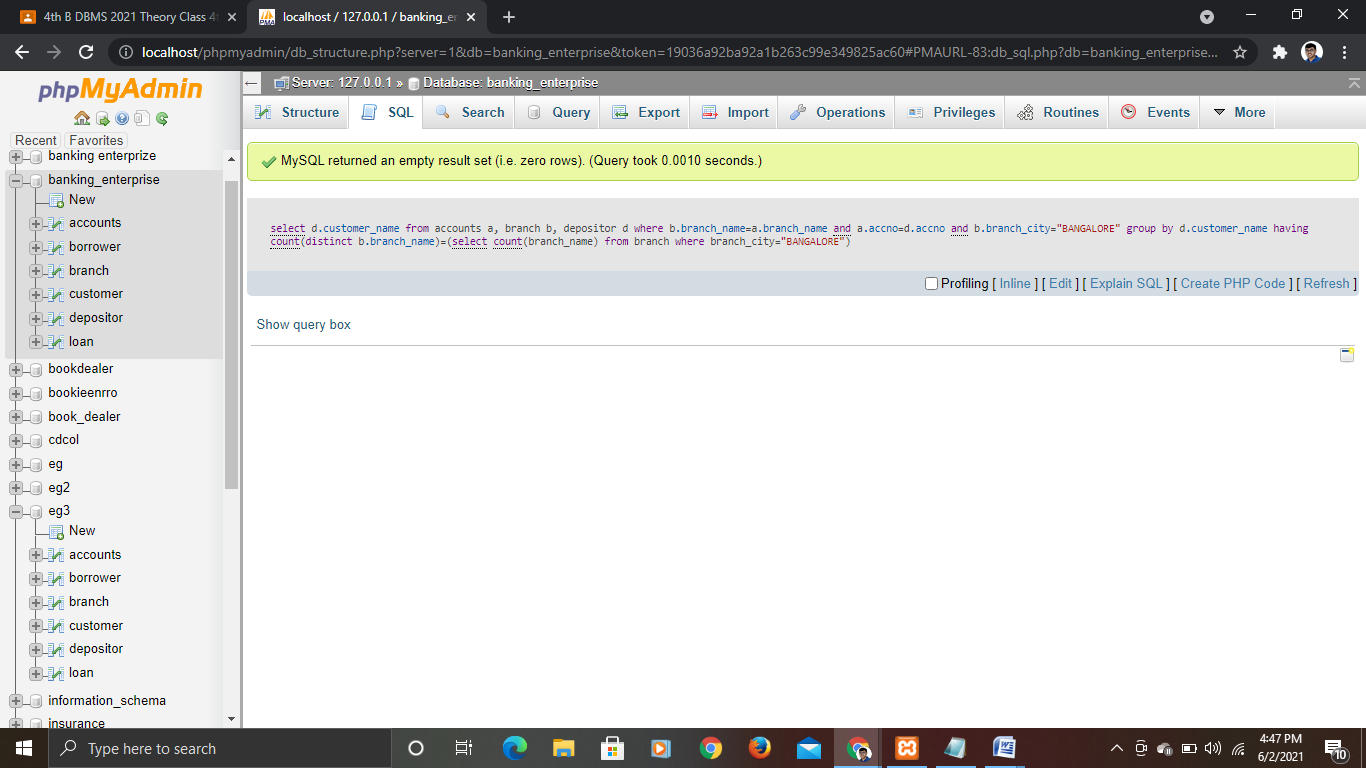 4th B DBMS 2021 Theory Class 4t
localhost / 127.0.0.1 / banking_er
localhost/phpmyadmin/db_structure.php?server=1&db=banking_enterprise&token=19036a92ba92a1b263c99e349825ac60#PMAURL-83:db_sql.php?db=banking_enterprise...
phpMyAdmin
Recent Favorites
banking enterprize
banking_enterprise
New
accounts
borrower
branch
customer
depositor
loan
bookdealer
bookieenrro
book_dealer
cdcol
eg
eg2
eg3
New
accounts
borrower
branch
customer
depositor
loan
information_schema
insurance
Server: 127.0.0.1 » Database: banking_enterprise
Structure SQL Search Query Export Import Operations Privileges Routines Events More
MySQL returned an empty result set (i.e. zero rows). (Query took 0.0010 seconds.)
select d.customer_name from accounts a, branch b, depositor d where b.branch_name=a.branch_name and a.accno=d.accno and b.branch_city="BANGALORE" group by d.customer_name having
count(distinct b.branch_name)=(select count(branch_name) from branch where branch_city="BANGALORE")
Profiling [ Inline ] [ Edit ] [ Explain SQL ] [ Create PHP Code ] [ Refresh ]
Show query box
Type here to search
4:47 PM
6/2/2021
10